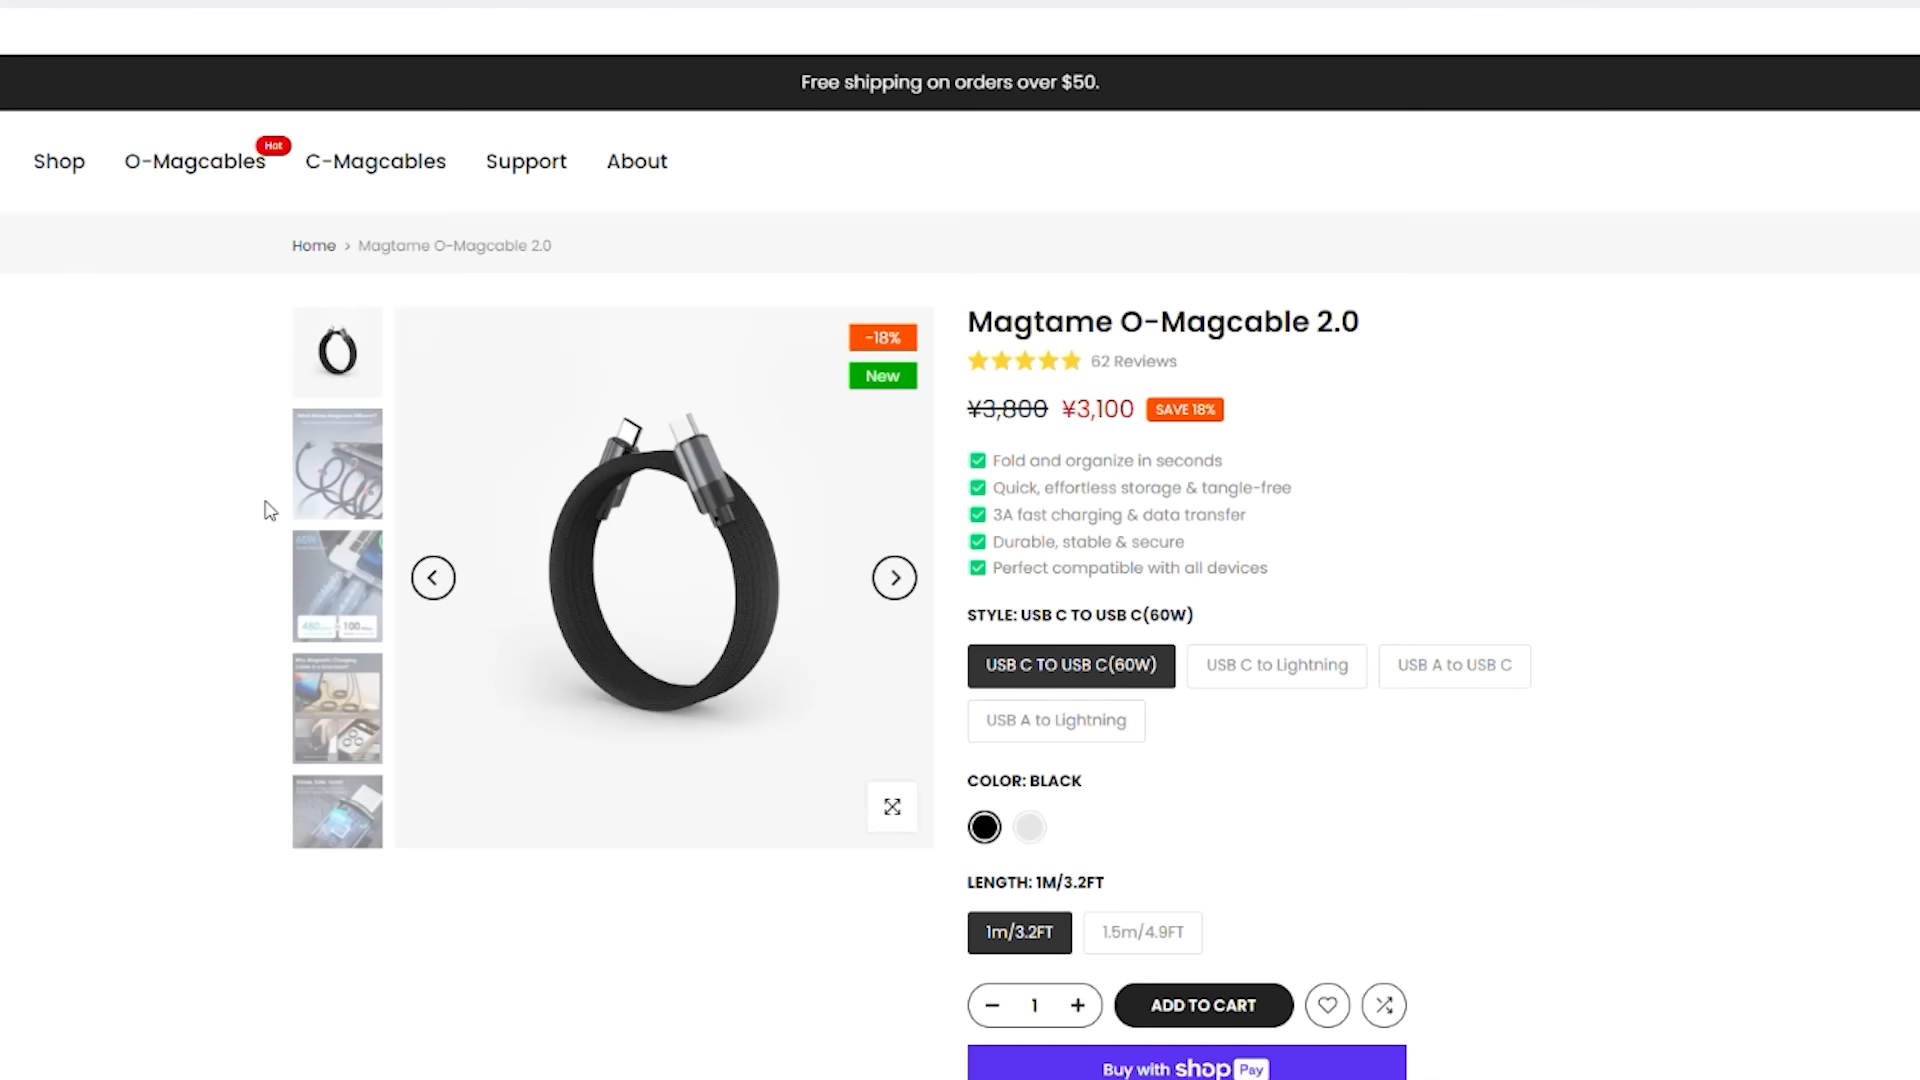 Free shipping on orders over $50.
Shop
O-Magcables
Hot
C-Magcables
Support
About
Home > Magtame O-Magcable 2.0
-18%
New
Magtame O-Magcable 2.0
62 Reviews
¥3,800 ¥3,100 SAVE 18%
Fold and organize in seconds
Quick, effortless storage & tangle-free
3A fast charging & data transfer
Durable, stable & secure
Perfect compatible with all devices
STYLE: USB C TO USB C(60W)
USB C TO USB C(60W)
USB C to Lightning
USB A to USB C
USB A to Lightning
COLOR: BLACK
LENGTH: 1M/3.2FT
1m/3.2FT
1.5m/4.9FT
− 1 +
ADD TO CART
Buy with shop Pay
60W
480
100